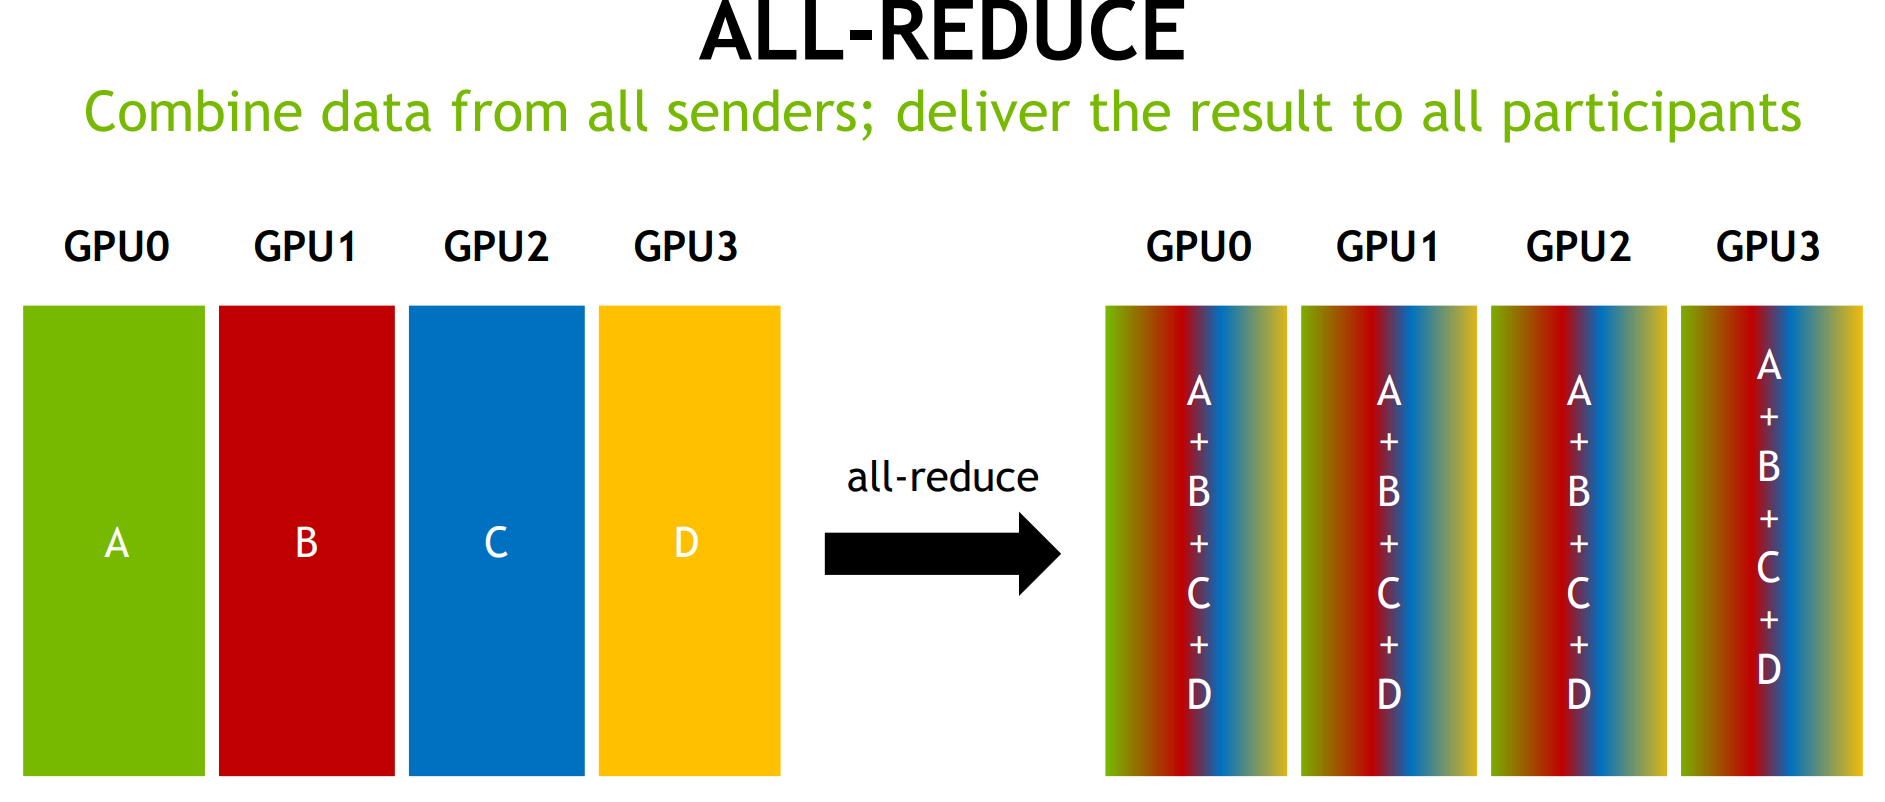 ALL-REDUCE
Combine data from all senders; deliver the result to all participants
GPU0 GPU1 GPU2 GPU3
A B C D
all-reduce
GPU0 GPU1 GPU2 GPU3
A
+
B
+
C
+
D
A
+
B
+
C
+
D
A
+
B
+
C
+
D
A
+
B
+
C
+
D